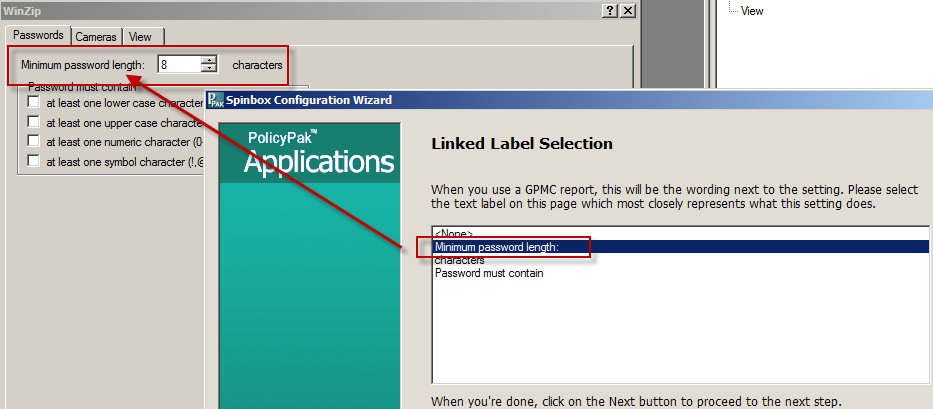 WinZip
View
Passwords Cameras View
Minimum password length: 8 characters
Password must contain
at least one lower case character
at least one upper case character
at least one numeric character (0-
at least one symbol character (!,@
PPAK Spinbox Configuration Wizard
PolicyPak™
Applications
Linked Label Selection
When you use a GPMC report, this will be the wording next to the setting. Please select
the text label on this page which most closely represents what this setting does.
<None>
Minimum password length:
characters
Password must contain
When you're done, click on the Next button to proceed to the next step.